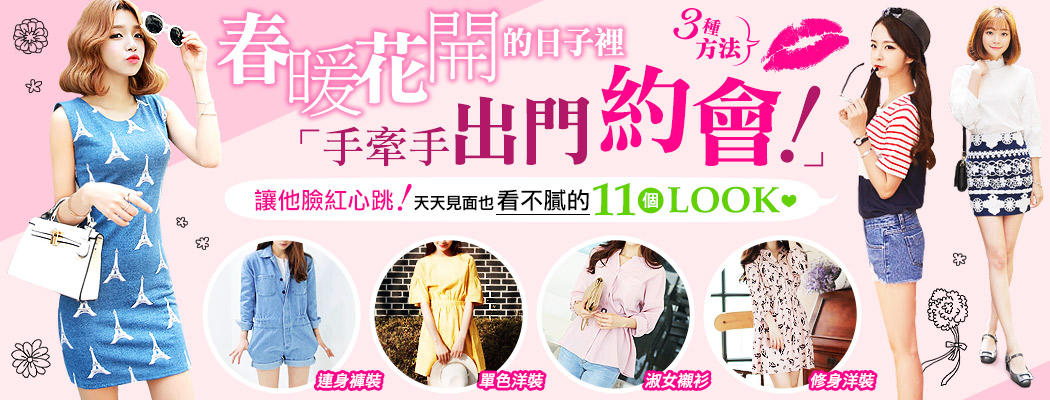 春暖花開的日子裡
3種方法
「手牽手出門約會!」
讓他臉紅心跳!天天見面也看不膩的11個LOOK
連身褲裝
單色洋裝
淑女襯衫
修身洋裝